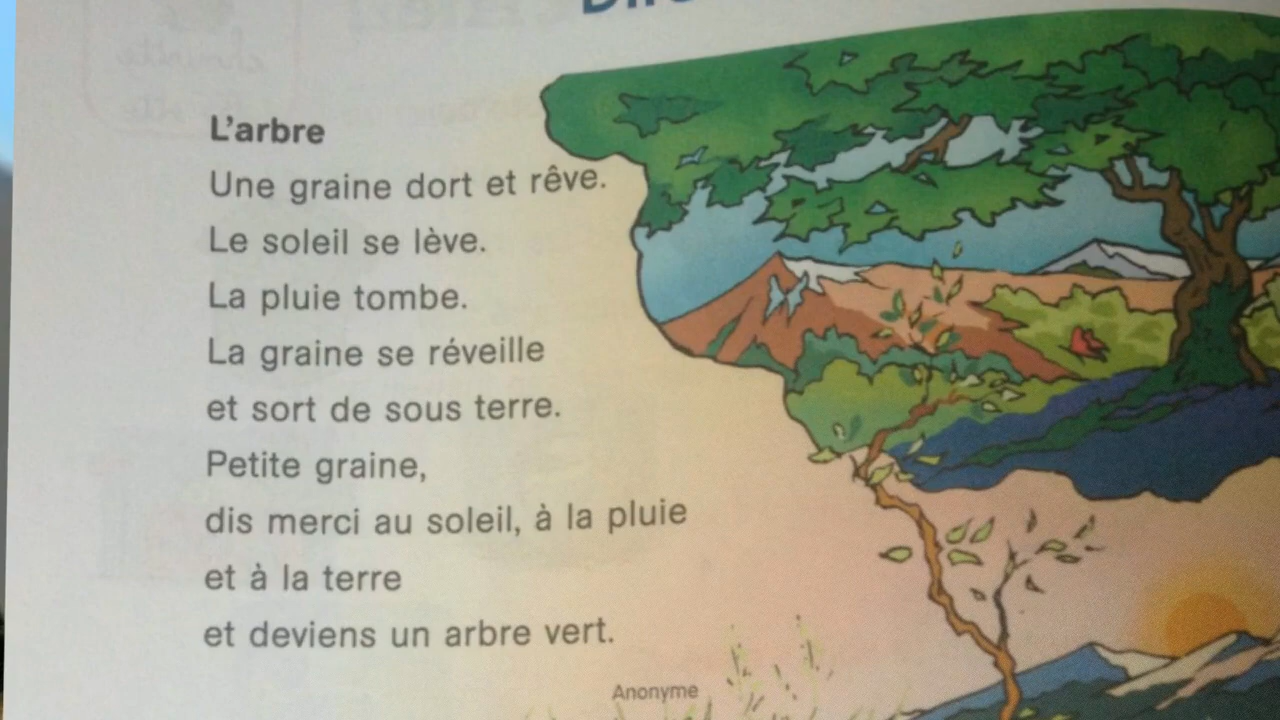 L'arbre
Une graine dort et rêve.
Le soleil se lève.
La pluie tombe.
La graine se réveille
et sort de sous terre.
Petite graine,
dis merci au soleil, à la pluie
et à la terre
et deviens un arbre vert.
Anonyme